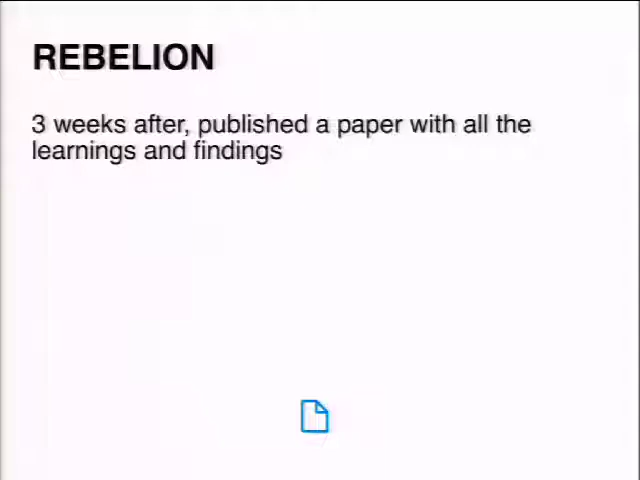 REBELION
3 weeks after, published a paper with all the
learnings and findings